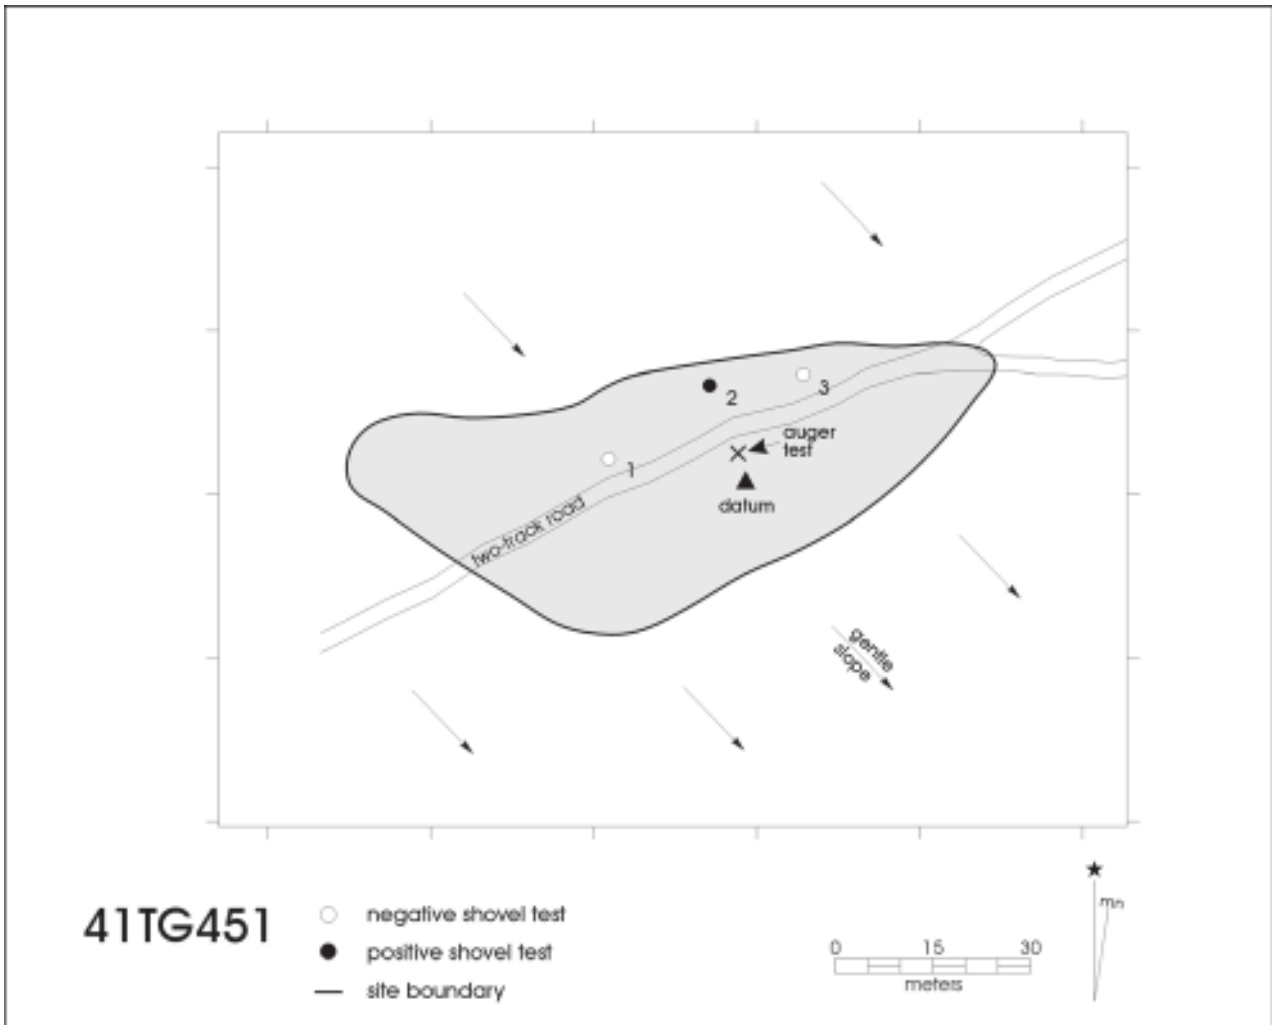 2
3
1
auger
test
datum
two-track road
gentle
slope
41TG451
negative shovel test
positive shovel test
site boundary
0 15 30
meters
mn